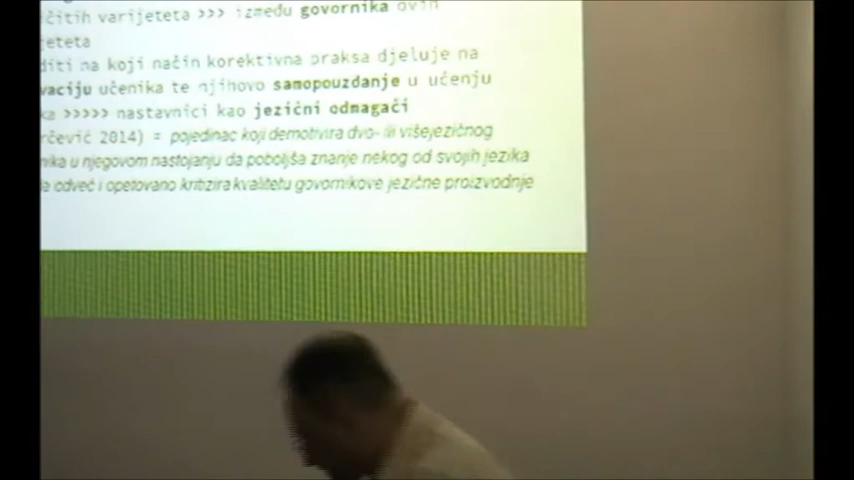 čitih varijeteta >>> između govornika ovih
jeteta
diti na koji način korektivna praksa djeluje na
vaciju učenika te njihovo samopouzdanje u učenju
ka >>>>> nastavnici kao jezični odmagači
rčević 2014) = pojedinac koji demotivira dvo- ili višejezičnog
nika u njegovom nastojanju da poboljša znanje nekog od svojih jezika
da odveć i opetovano kritizira kvalitetu govornikove jezične proizvodnje